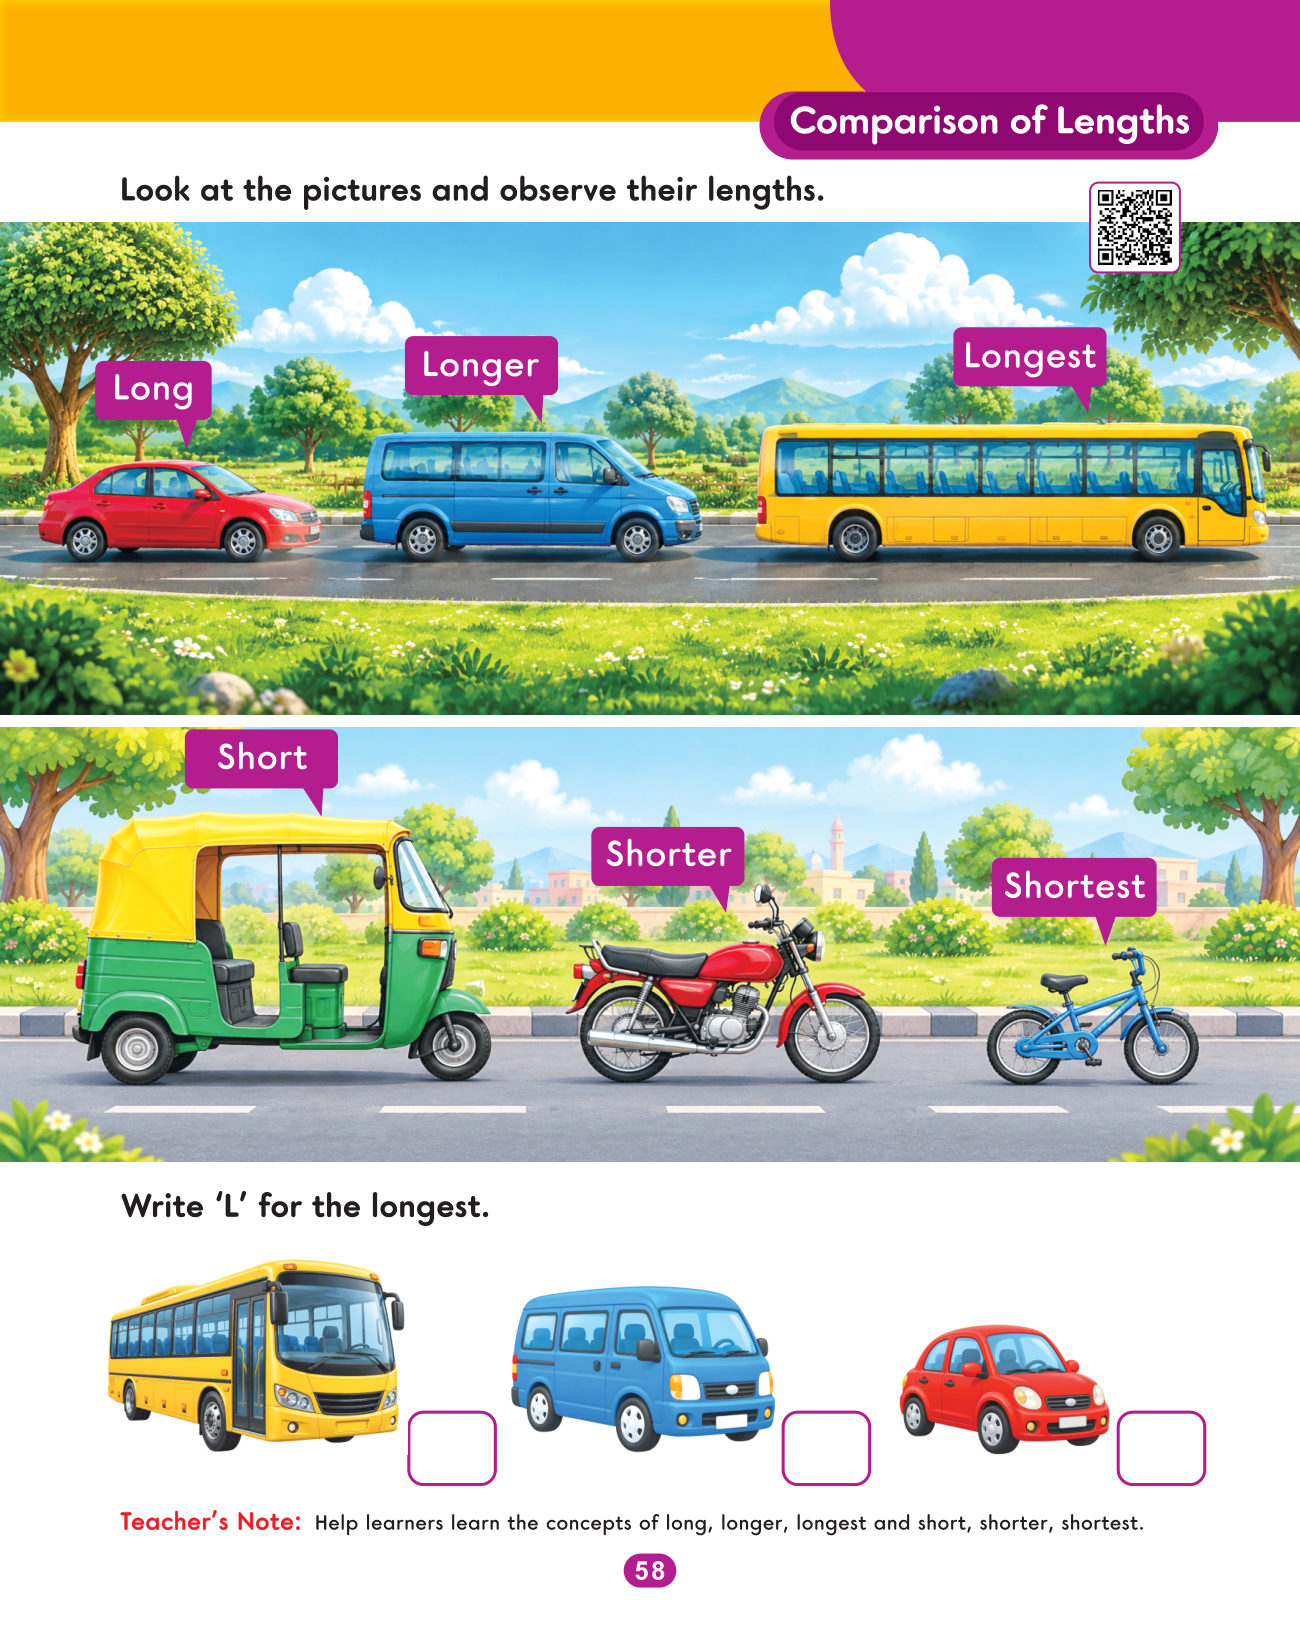 Comparison of Lengths
Look at the pictures and observe their lengths.
Long
Longer
Longest
Short
Shorter
Shortest
Write ‘L’ for the longest.
Teacher’s Note: Help learners learn the concepts of long, longer, longest and short, shorter, shortest.
58